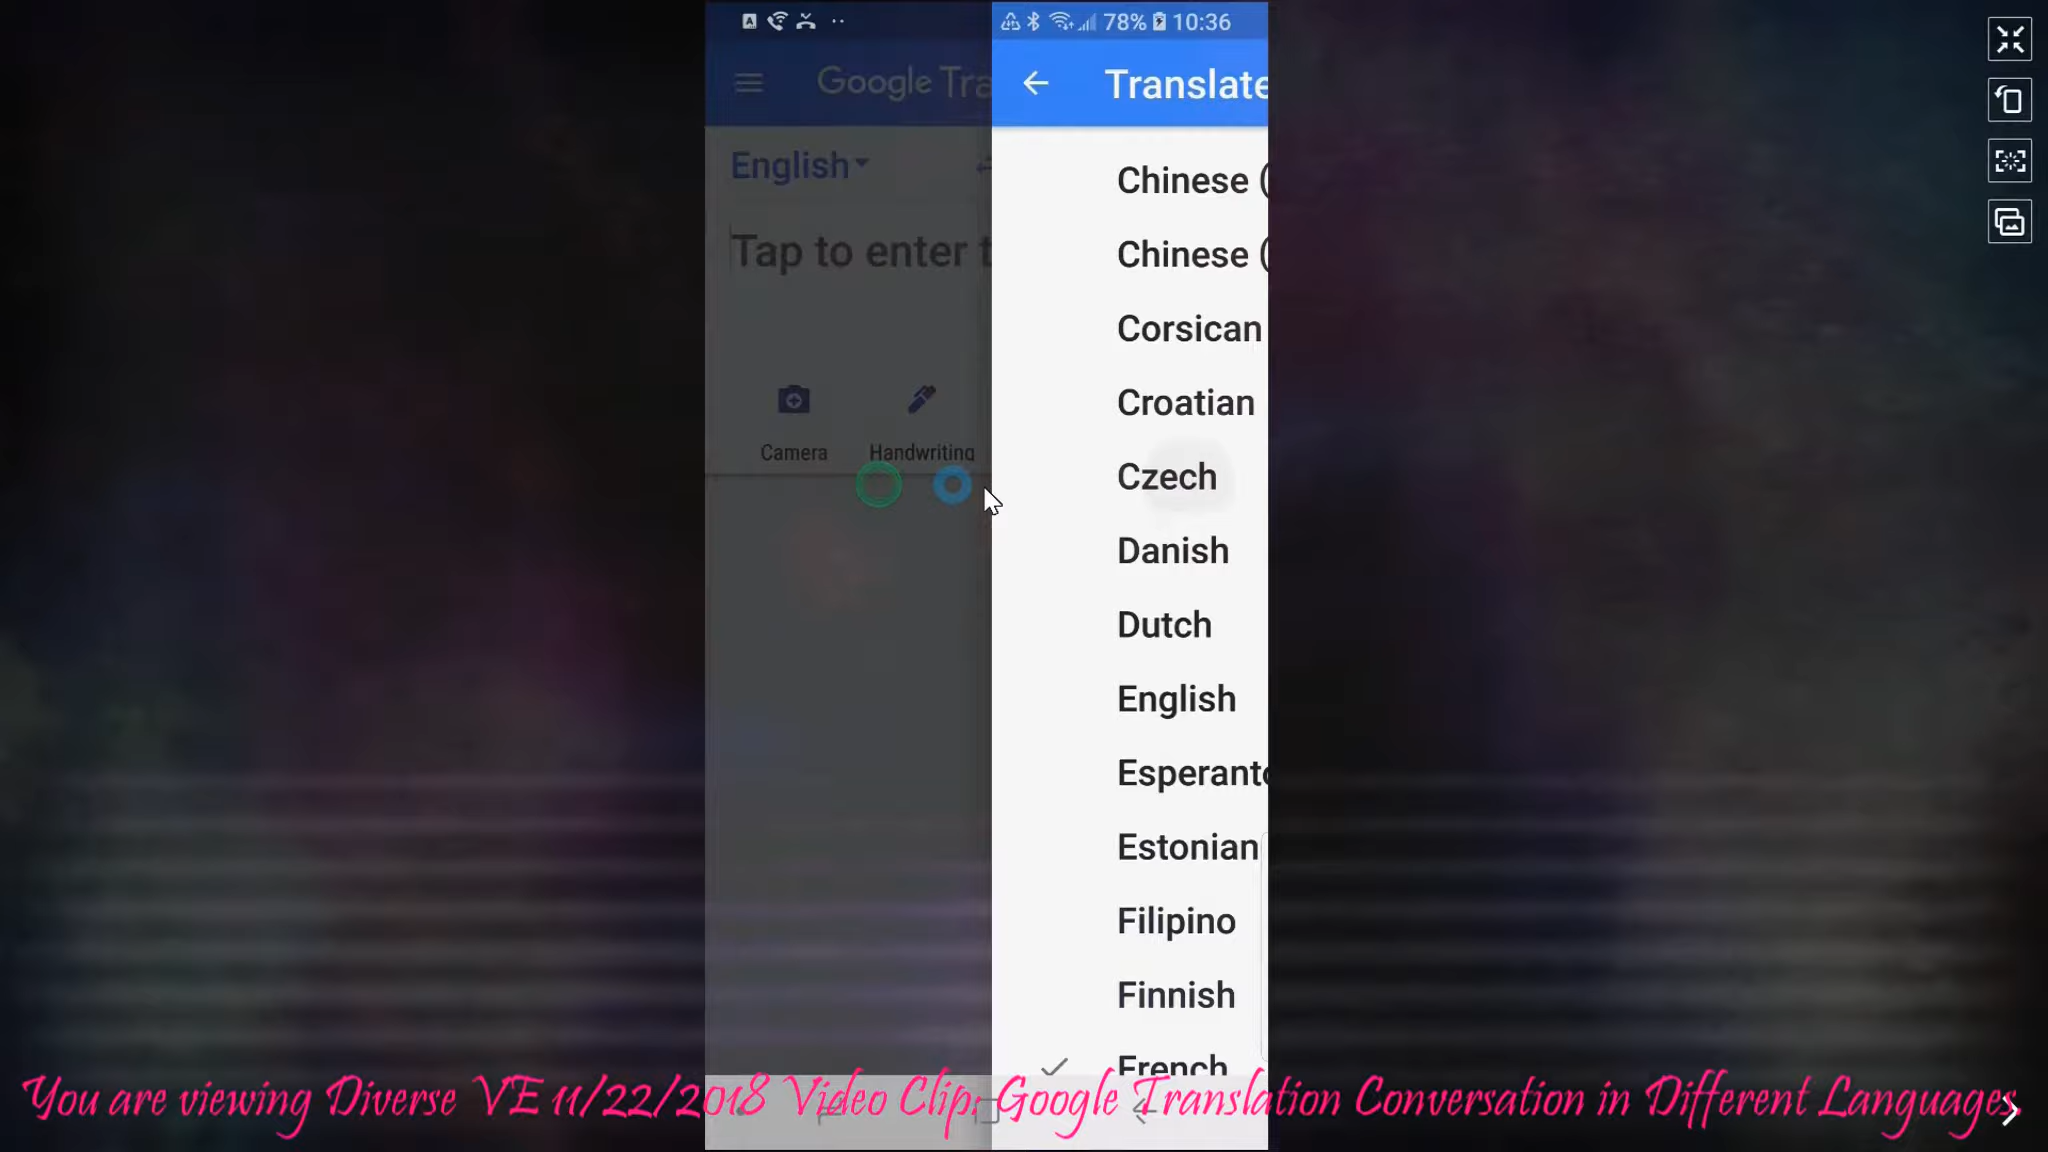 78% 10:36
Google Tra
Translate
English
Tap to enter t
Camera
Handwriting
Chinese (
Chinese (
Corsican
Croatian
Czech
Danish
Dutch
English
Esperanto
Estonian
Filipino
Finnish
French
You are viewing Diverse VE 11/22/2018 Video Clip: Google Translation Conversation in Different Languages.